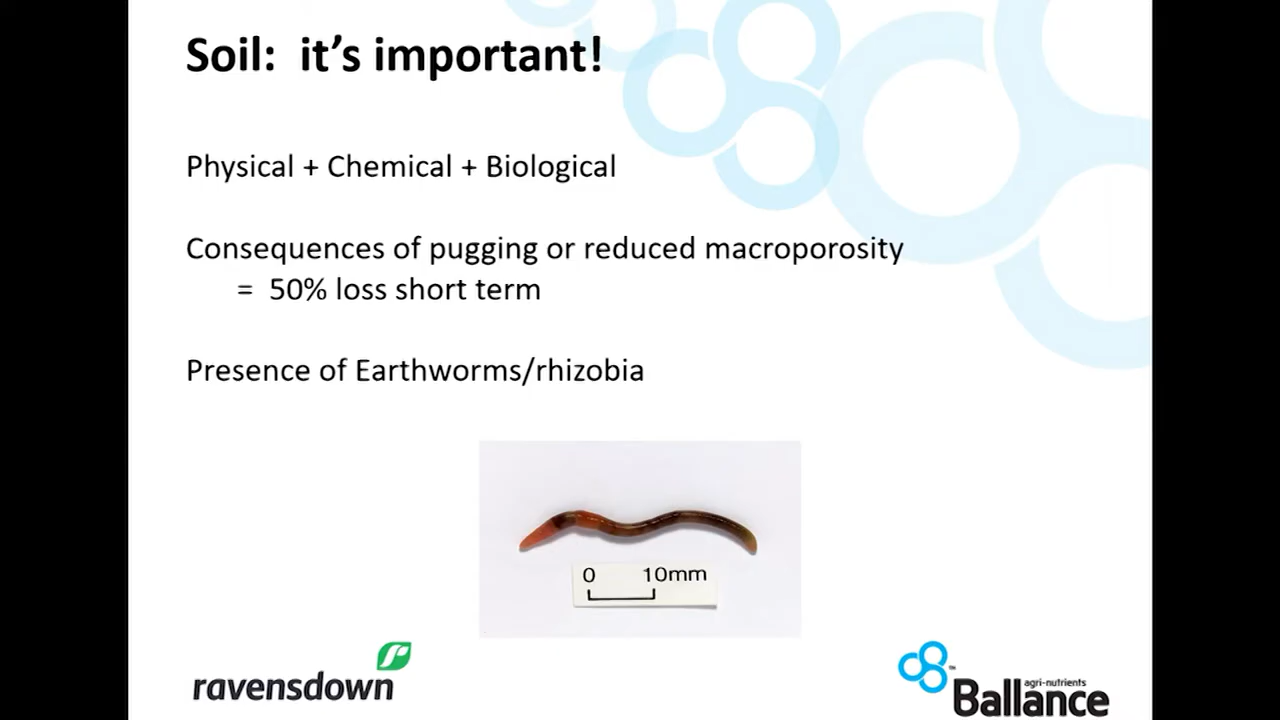 Soil: it's important!
Physical + Chemical + Biological
Consequences of pugging or reduced macroporosity
= 50% loss short term
Presence of Earthworms/rhizobia
0 10mm
ravensdown
agri-nutrients
Ballance